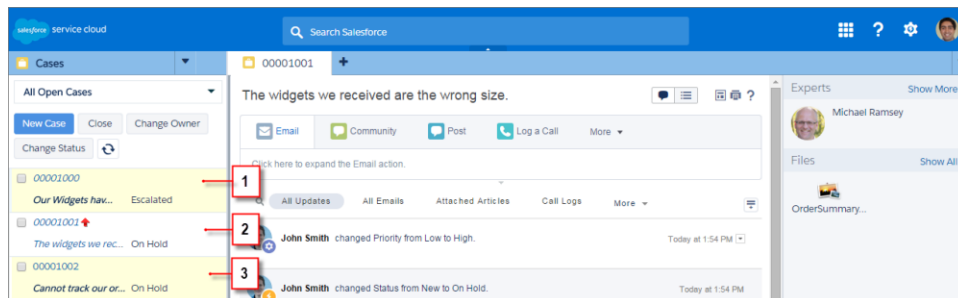 salesforce service cloud
Search Salesforce
?
Cases
00001001
+
All Open Cases
New Case Close Change Owner
Change Status
00001000
Our Widgets hav... Escalated
00001001
The widgets we rec... On Hold
00001002
Cannot track our or... On Hold
1
2
3
The widgets we received are the wrong size.
?
Email Community Post Log a Call More
Click here to expand the Email action.
All Updates All Emails Attached Articles Call Logs More
John Smith changed Priority from Low to High. Today at 1:54 PM
John Smith changed Status from New to On Hold. Today at 1:54 PM
Experts Show More
Michael Ramsey
Files Show All
OrderSummary...